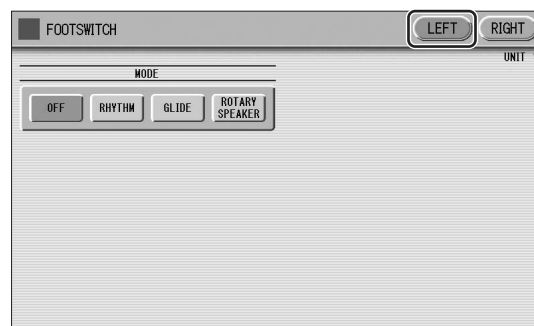 FOOTSWITCH LEFT RIGHT
UNIT
MODE
OFF RHYTHM GLIDE ROTARY
SPEAKER